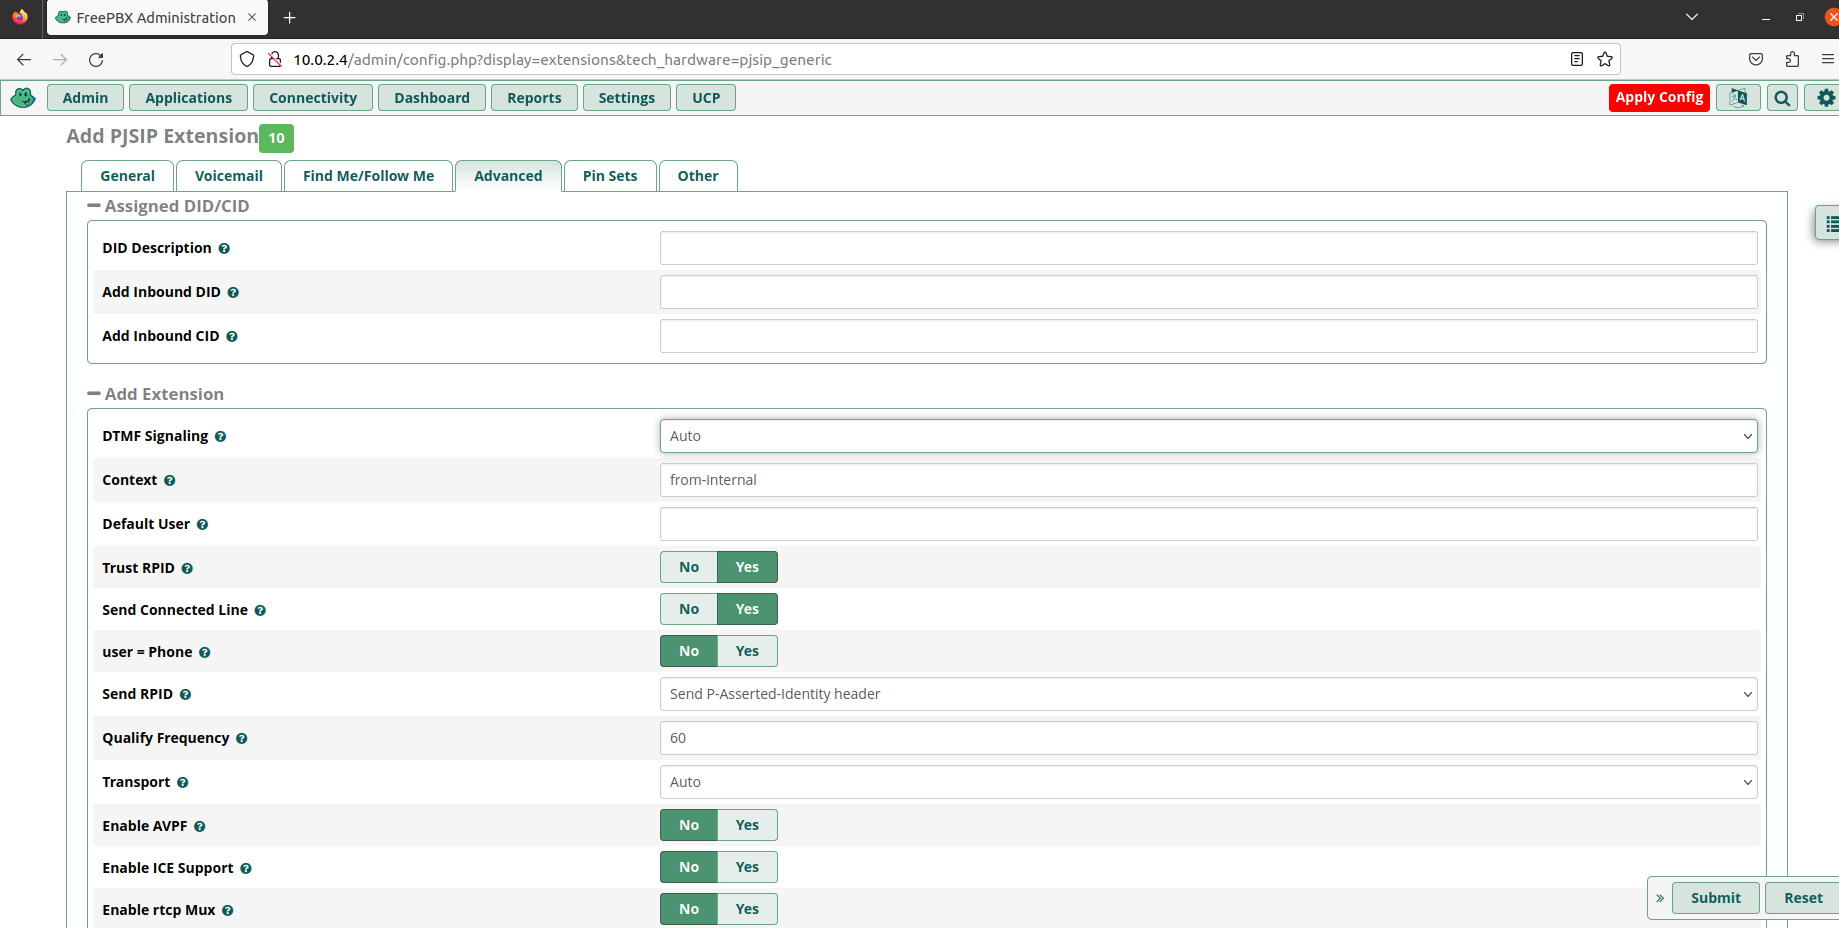 FreePBX Administration
10.0.2.4/admin/config.php?display=extensions&tech_hardware=pjsip_generic
Admin Applications Connectivity Dashboard Reports Settings UCP Apply Config
Add PJSIP Extension 10
General Voicemail Find Me/Follow Me Advanced Pin Sets Other
Assigned DID/CID
DID Description
Add Inbound DID
Add Inbound CID
Add Extension
DTMF Signaling Auto
Context from-internal
Default User
Trust RPID No Yes
Send Connected Line No Yes
user = Phone No Yes
Send RPID Send P-Asserted-Identity header
Qualify Frequency 60
Transport Auto
Enable AVPF No Yes
Enable ICE Support No Yes
» Submit Reset
Enable rtcp Mux No Yes